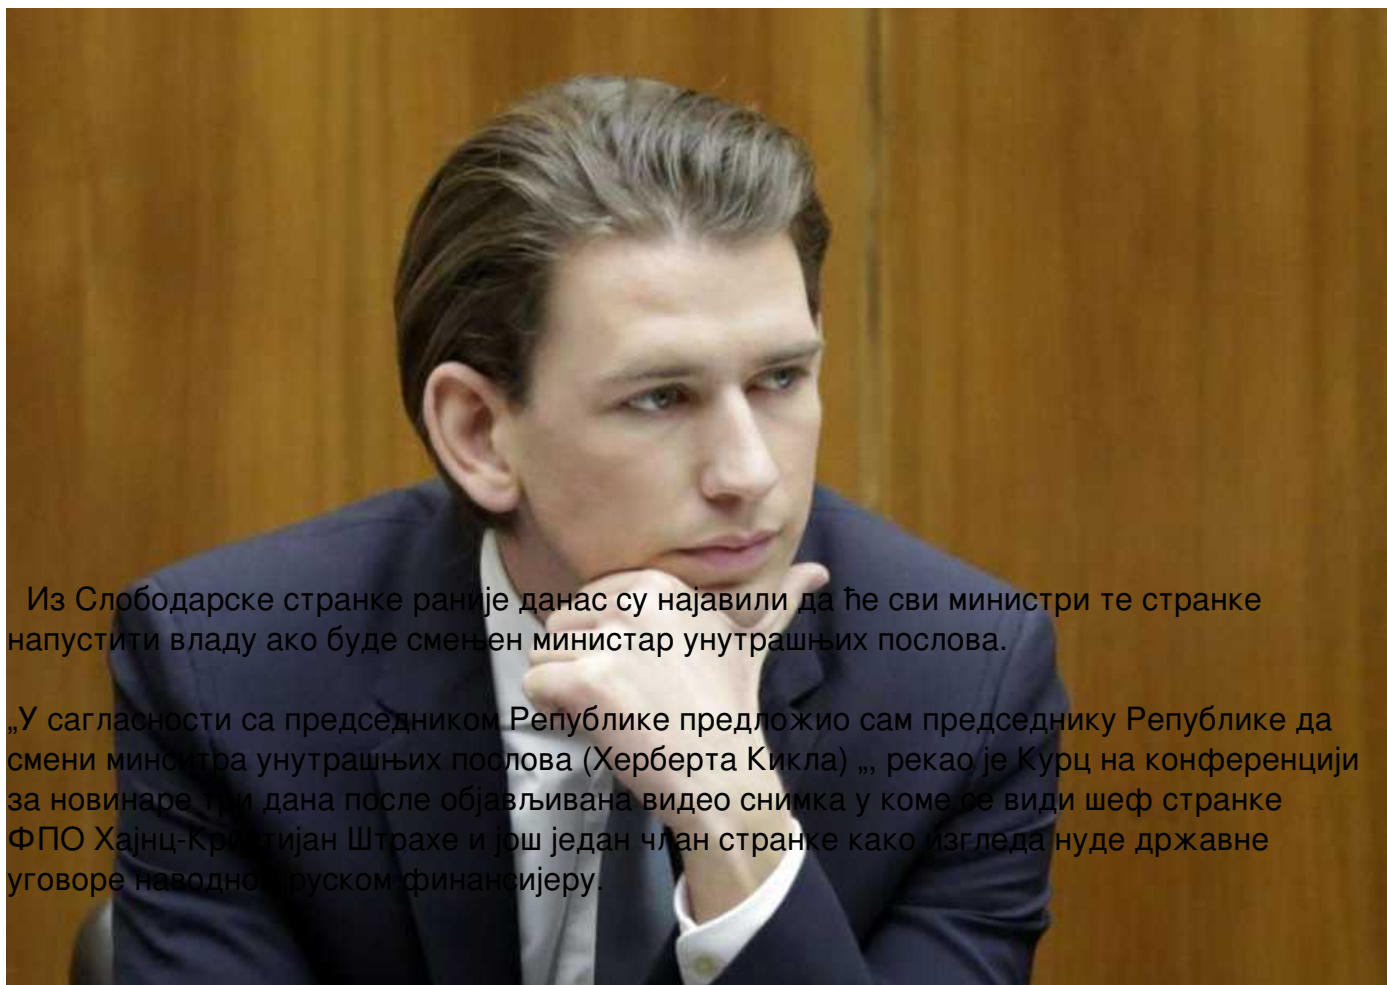 Из Слободарске странке раније данас су најавили да ће сви министри те странке
напустити владу ако буде смењен министар унутрашњих послова.
„У сагласности са председником Републике предложио сам председнику Републике да
смени минситра унутрашњих послова (Херберта Кикла) „, рекао је Курц на конференцији
за новинаре три дана после објављивана видео снимка у коме се види шеф странке
ФПО Хајнц-Кристијан Штрахе и још један члан странке како изгледа нуде државне
уговоре наводном руском финансијеру.